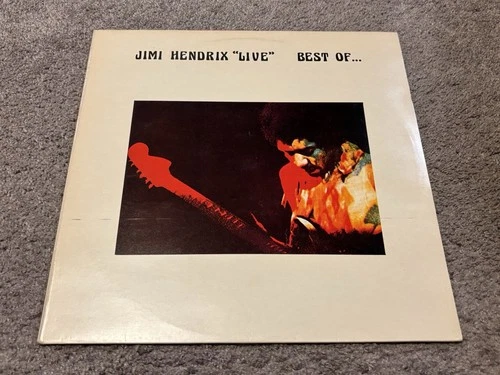 JIMI HENDRIX "LIVE" BEST OF...